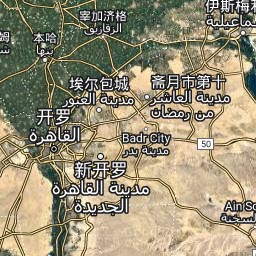 宰加济格
الزقازيق
伊斯梅利
本哈
بنها
埃尔包城
مدينة العبور
斋月市第十
مدينة العاشر
من رمضان
开罗
القاهرة
Badr City
مدينة بدر
50
新开罗
مدينة القاهرة
الجديدة
Ain So